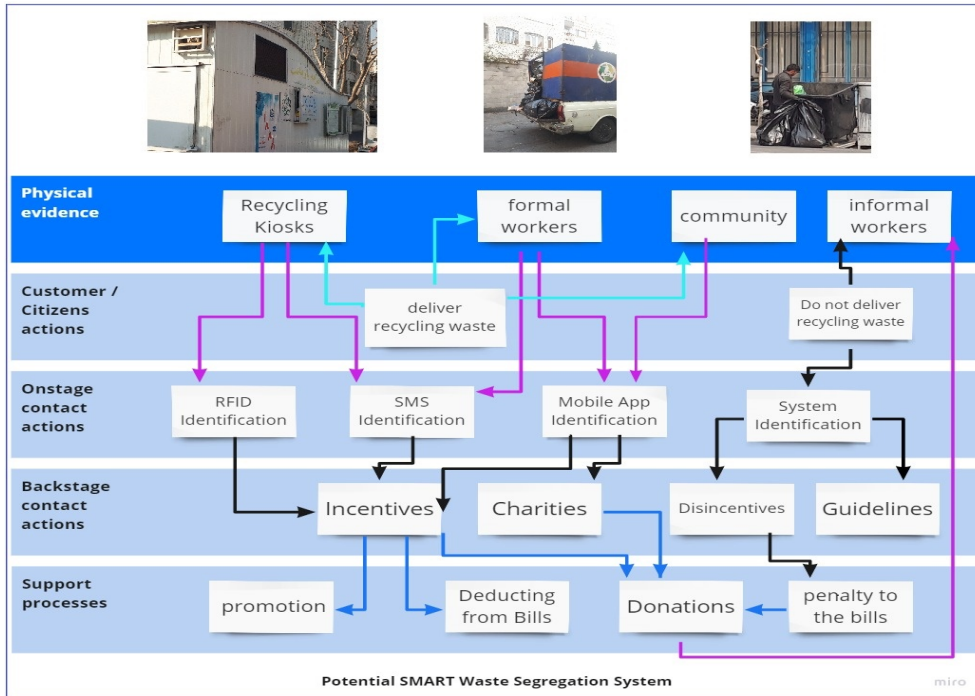 Physical
evidence
Recycling
Kiosks
formal
workers
community
informal
workers
Customer /
Citizens
actions
deliver
recycling waste
Do not deliver
recycling waste
Onstage
contact
actions
RFID
Identification
SMS
Identification
Mobile App
Identification
System
Identification
Backstage
contact
actions
Incentives
Charities
Disincentives
Guidelines
Support
processes
promotion
Deducting
from Bills
Donations
penalty to
the bills
Potential SMART Waste Segregation System
miro